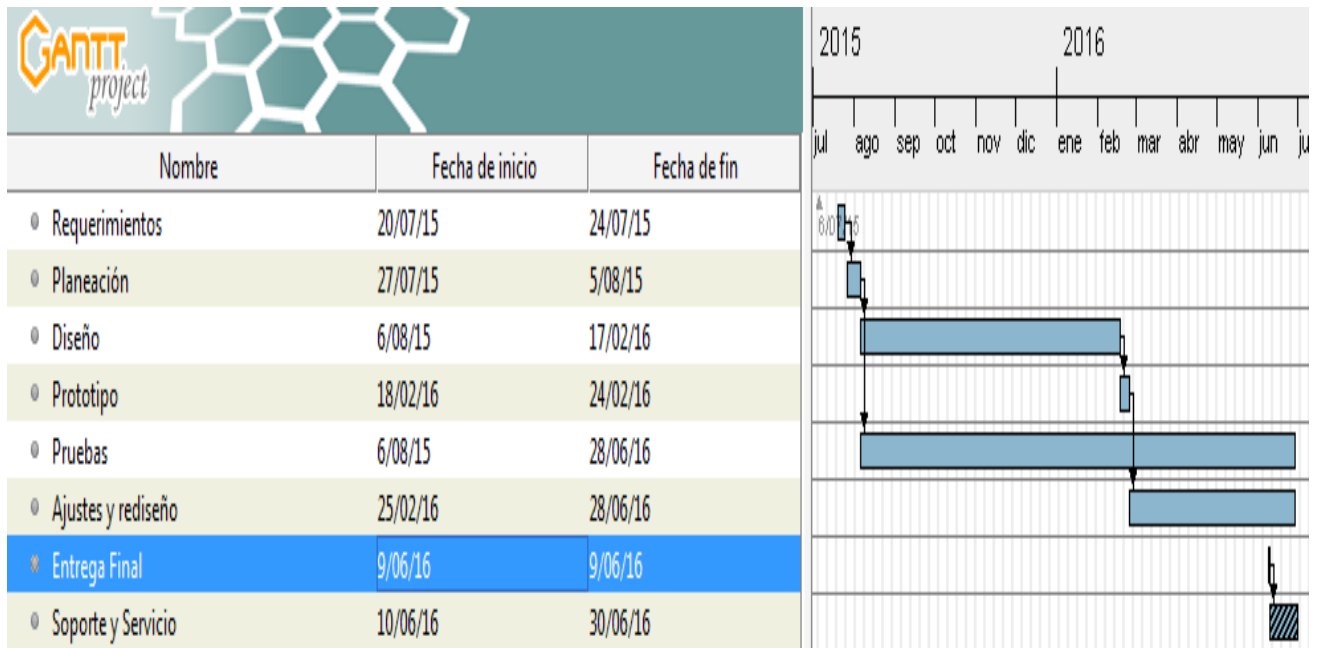 GANTT
project
2015 2016
jul ago sep oct nov dic ene feb mar abr may jun ju
Nombre Fecha de inicio Fecha de fin
Requerimientos 20/07/15 24/07/15
Planeación 27/07/15 5/08/15
Diseño 6/08/15 17/02/16
Prototipo 18/02/16 24/02/16
Pruebas 6/08/15 28/06/16
Ajustes y rediseño 25/02/16 28/06/16
Entrega Final 9/06/16 9/06/16
Soporte y Servicio 10/06/16 30/06/16